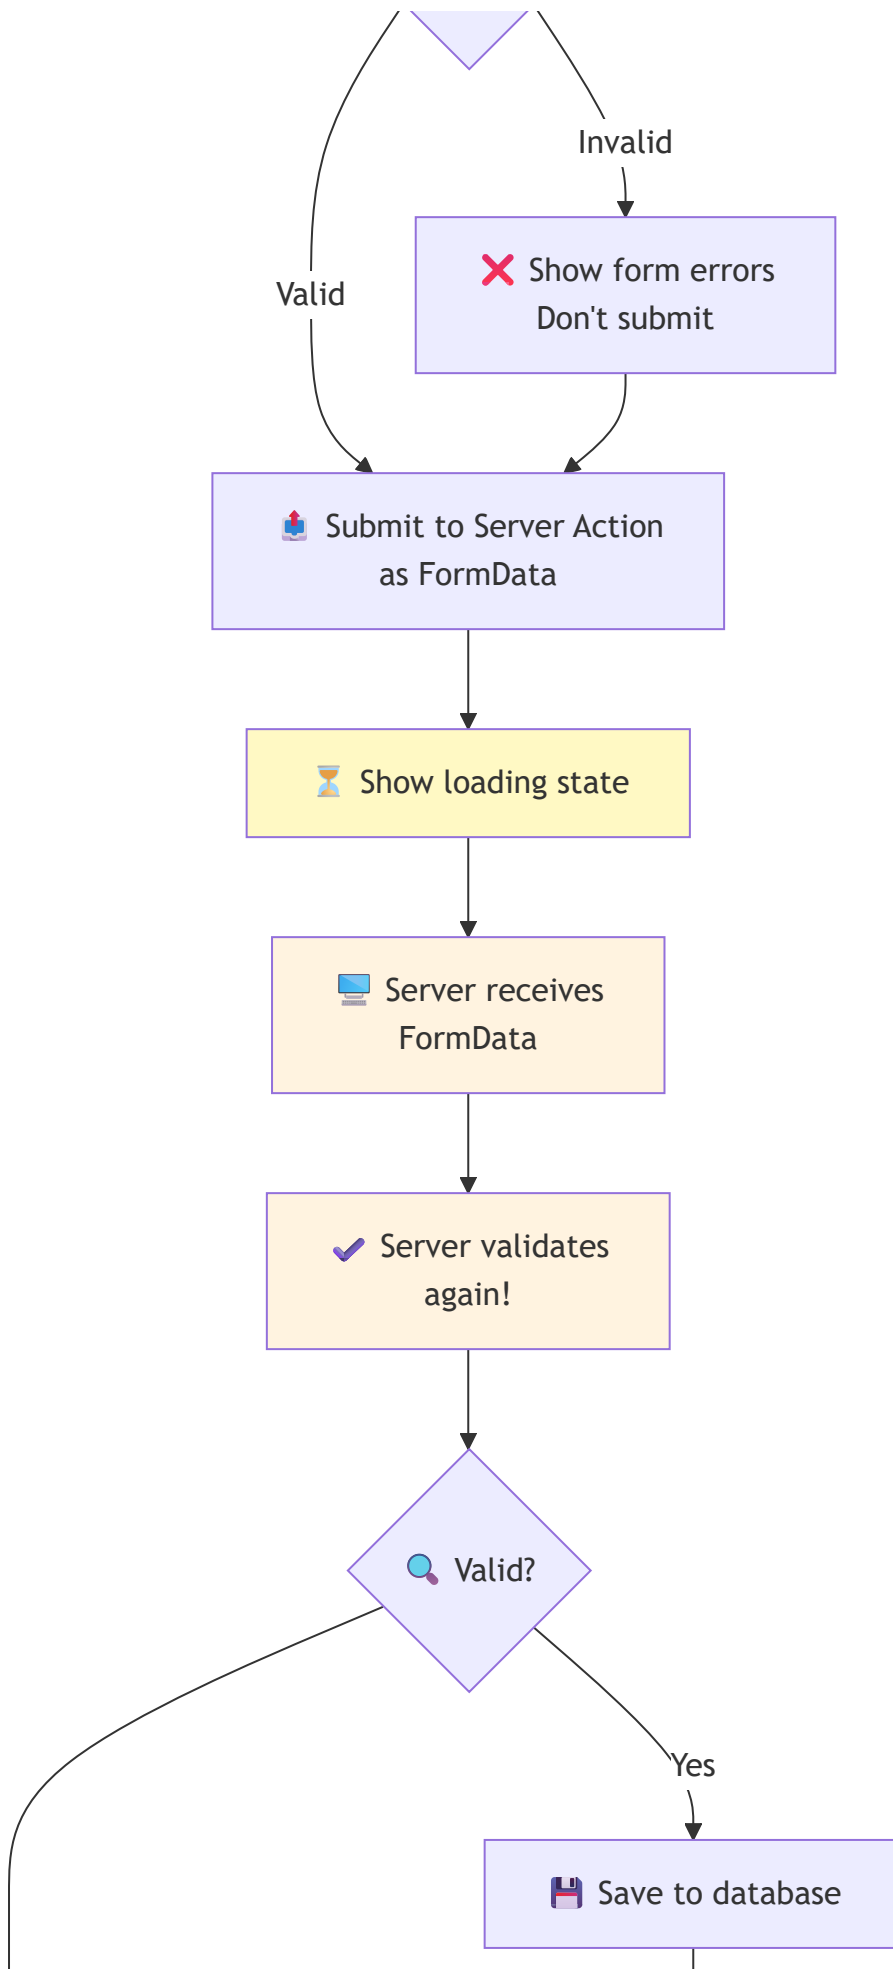 Invalid
❌ Show form errors
Don't submit
Valid
📤 Submit to Server Action
as FormData
⏳ Show loading state
🖥️ Server receives
FormData
✔️ Server validates
again!
🔍 Valid?
Yes
💾 Save to database